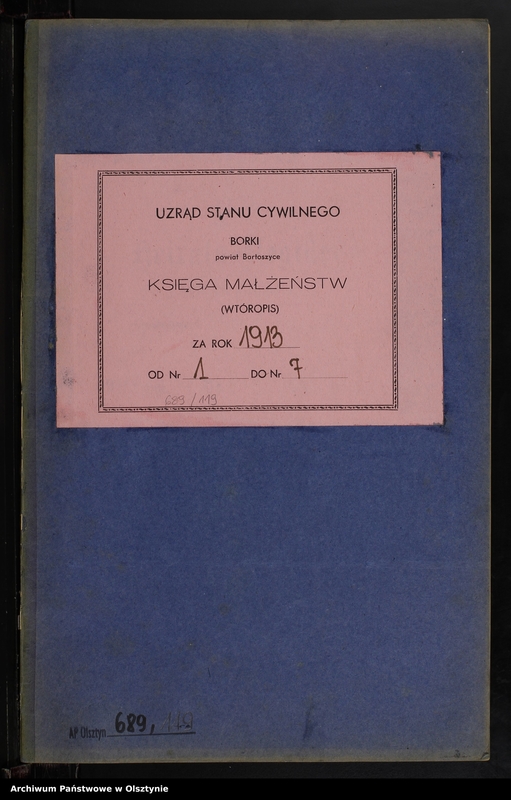 UZRĄD STANU CYWILNEGO
BORKI
powiat Bartoszyce
KSIĘGA MAŁŻEŃSTW
(WTÓROPIS)
ZA ROK 1913
OD Nr 1 DO Nr 7
689/119
AP Olsztyn 689, 119
Archiwum Państwowe w Olsztynie